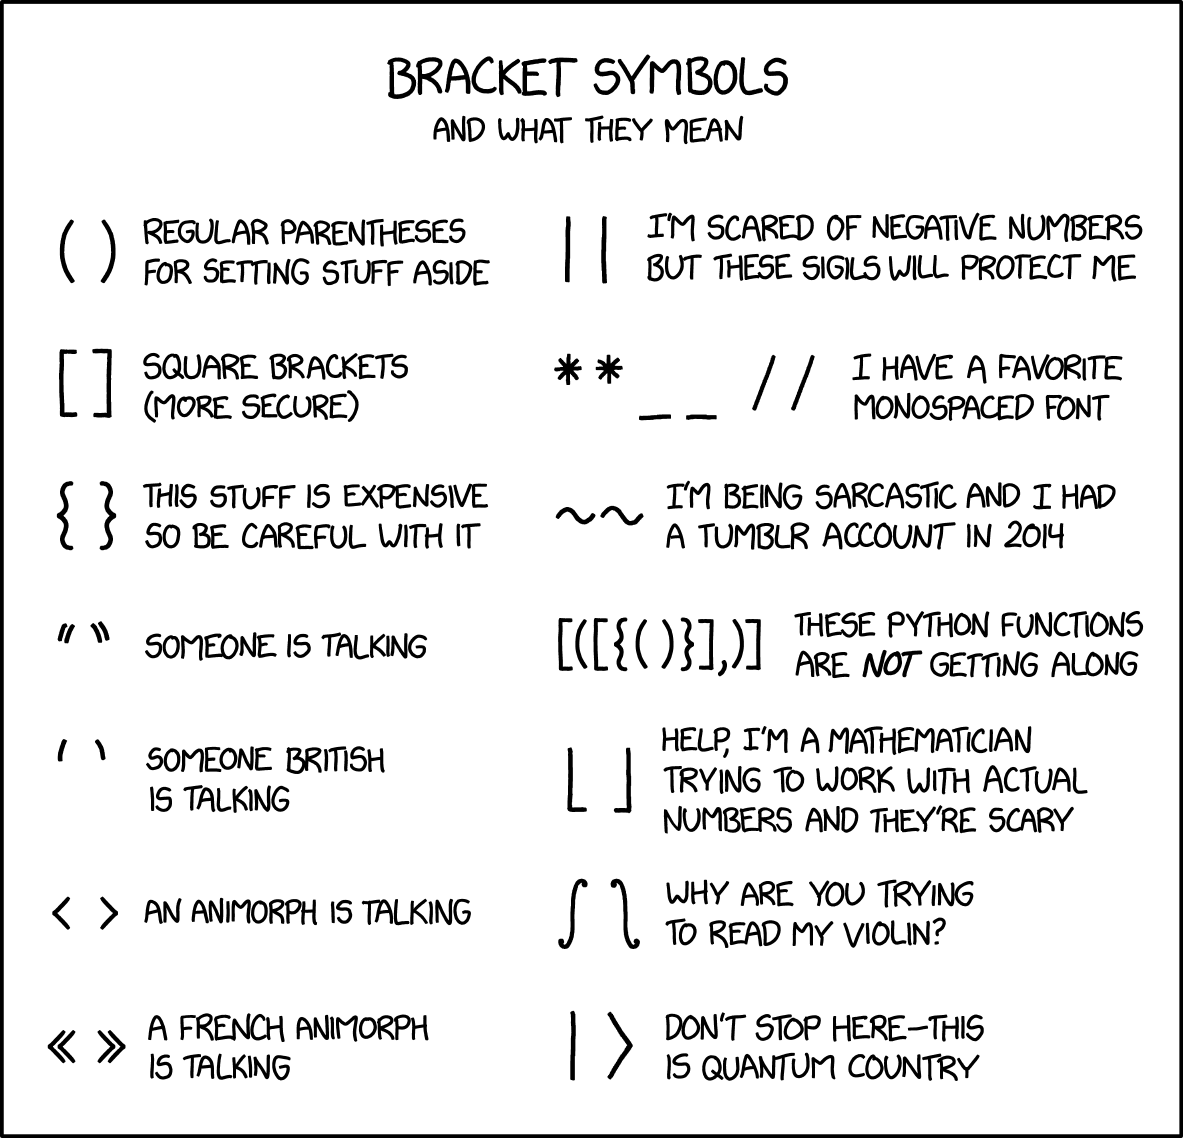 BRACKET SYMBOLS
AND WHAT THEY MEAN
( ) REGULAR PARENTHESES
FOR SETTING STUFF ASIDE
[ ] SQUARE BRACKETS
(MORE SECURE)
{ } THIS STUFF IS EXPENSIVE
SO BE CAREFUL WITH IT
“ ” SOMEONE IS TALKING
‘ ’ SOMEONE BRITISH
IS TALKING
< > AN ANIMORPH IS TALKING
« » A FRENCH ANIMORPH
IS TALKING
| | I'M SCARED OF NEGATIVE NUMBERS
BUT THESE SIGILS WILL PROTECT ME
* * _ _ / / I HAVE A FAVORITE
MONOSPACED FONT
~~ I'M BEING SARCASTIC AND I HAD
A TUMBLR ACCOUNT IN 2014
[([{()}],)] THESE PYTHON FUNCTIONS
ARE NOT GETTING ALONG
⌊ ⌋ HELP, I'M A MATHEMATICIAN
TRYING TO WORK WITH ACTUAL
NUMBERS AND THEY'RE SCARY
∫ ʅ WHY ARE YOU TRYING
TO READ MY VIOLIN?
| 〉 DON'T STOP HERE—THIS
IS QUANTUM COUNTRY